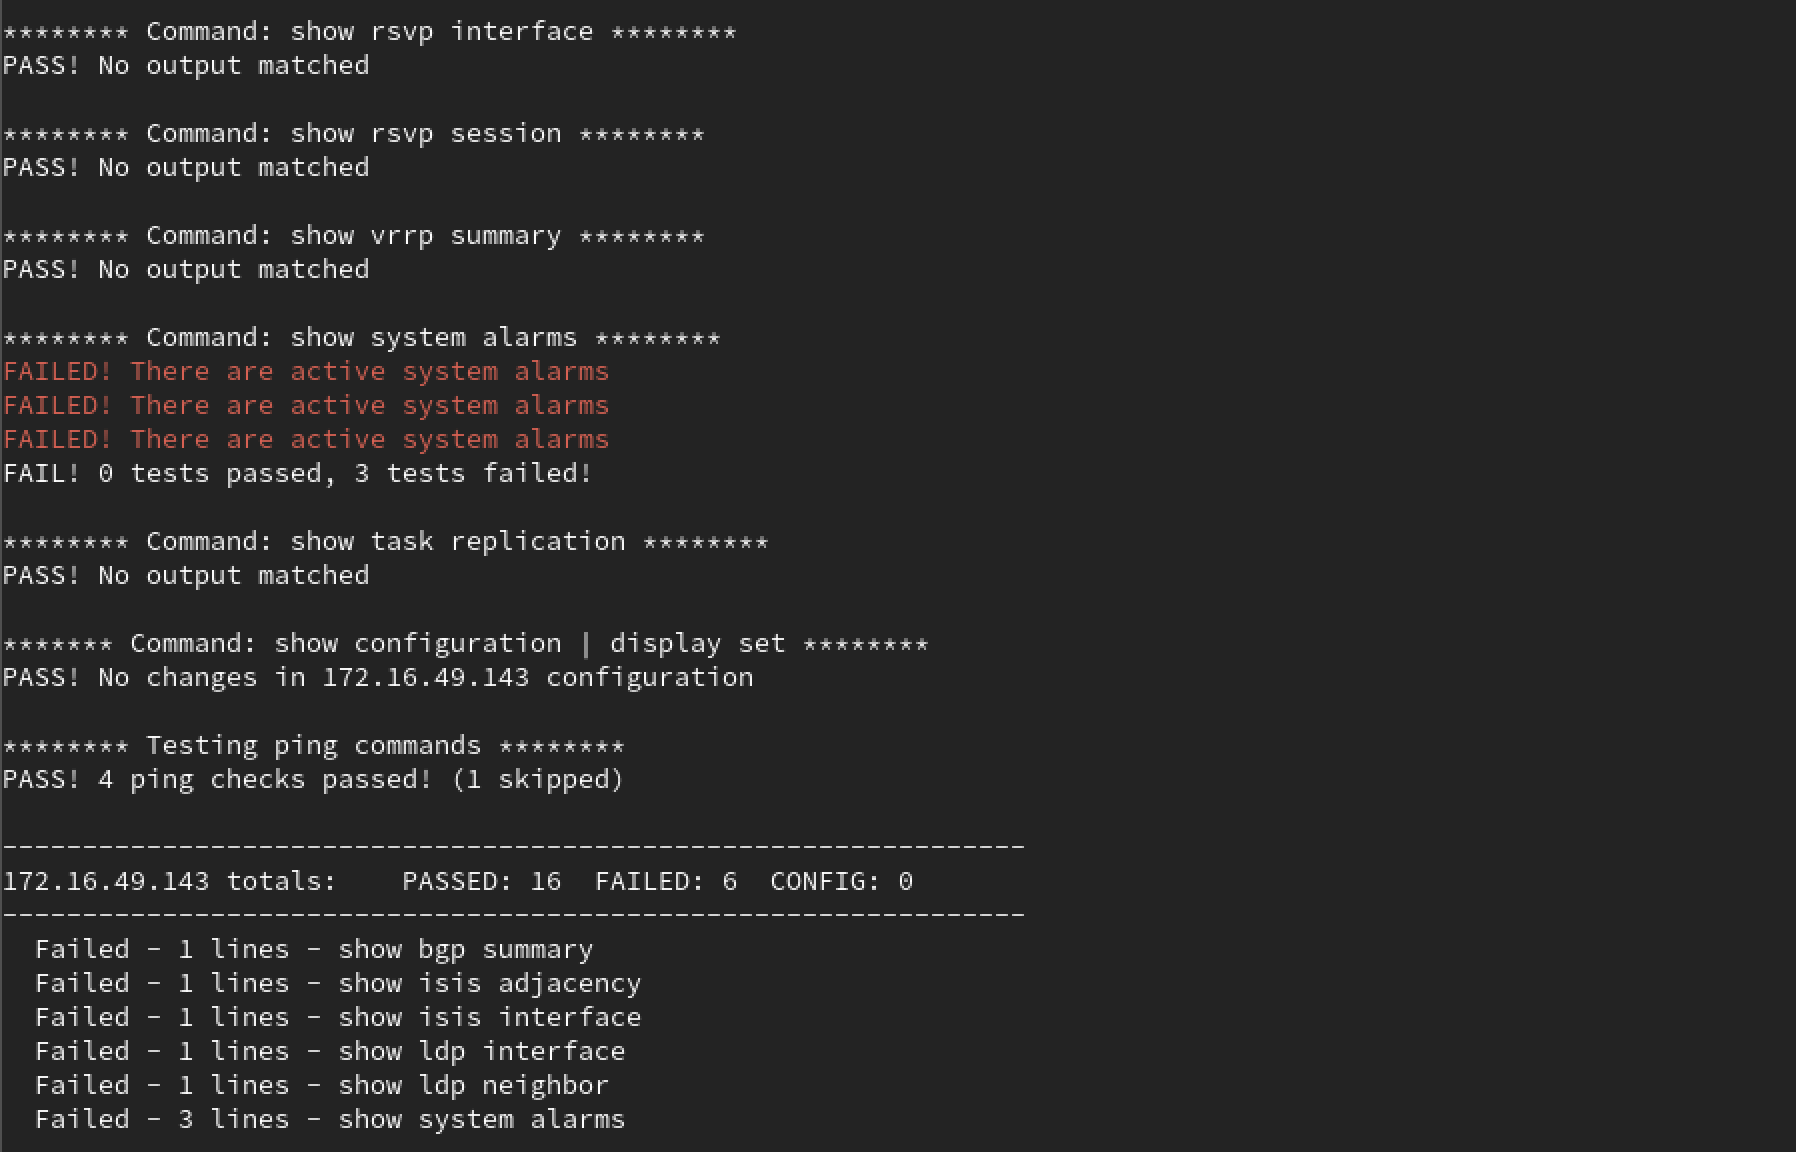 ******** Command: show rsvp interface ********
PASS! No output matched
******** Command: show rsvp session ********
PASS! No output matched
******** Command: show vrrp summary ********
PASS! No output matched
******** Command: show system alarms ********
FAILED! There are active system alarms
FAILED! There are active system alarms
FAILED! There are active system alarms
FAIL! 0 tests passed, 3 tests failed!
******** Command: show task replication ********
PASS! No output matched
******* Command: show configuration | display set ********
PASS! No changes in 172.16.49.143 configuration
******** Testing ping commands ********
PASS! 4 ping checks passed! (1 skipped)
----------------------------------------------------------------
172.16.49.143 totals:    PASSED: 16  FAILED: 6  CONFIG: 0
----------------------------------------------------------------
  Failed - 1 lines - show bgp summary
  Failed - 1 lines - show isis adjacency
  Failed - 1 lines - show isis interface
  Failed - 1 lines - show ldp interface
  Failed - 1 lines - show ldp neighbor
  Failed - 3 lines - show system alarms